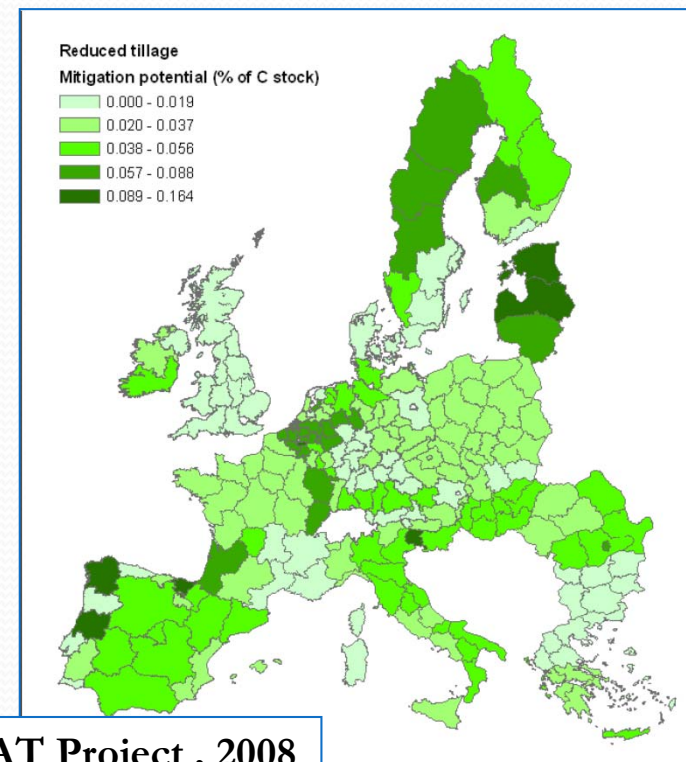 Reduced tillage
Mitigation potential (% of C stock)
0.000 - 0.019
0.020 - 0.037
0.038 - 0.056
0.057 - 0.088
0.089 - 0.164
AT Project , 2008